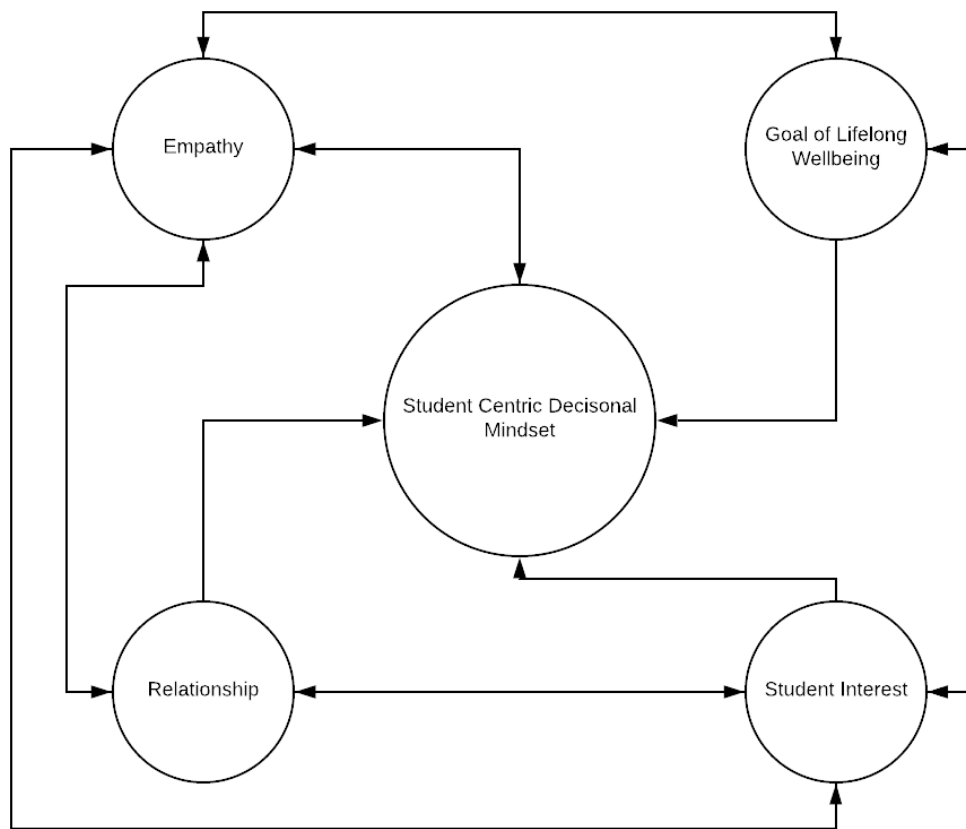 Empathy
Goal of Lifelong
Wellbeing
Student Centric Decisonal
Mindset
Relationship
Student Interest